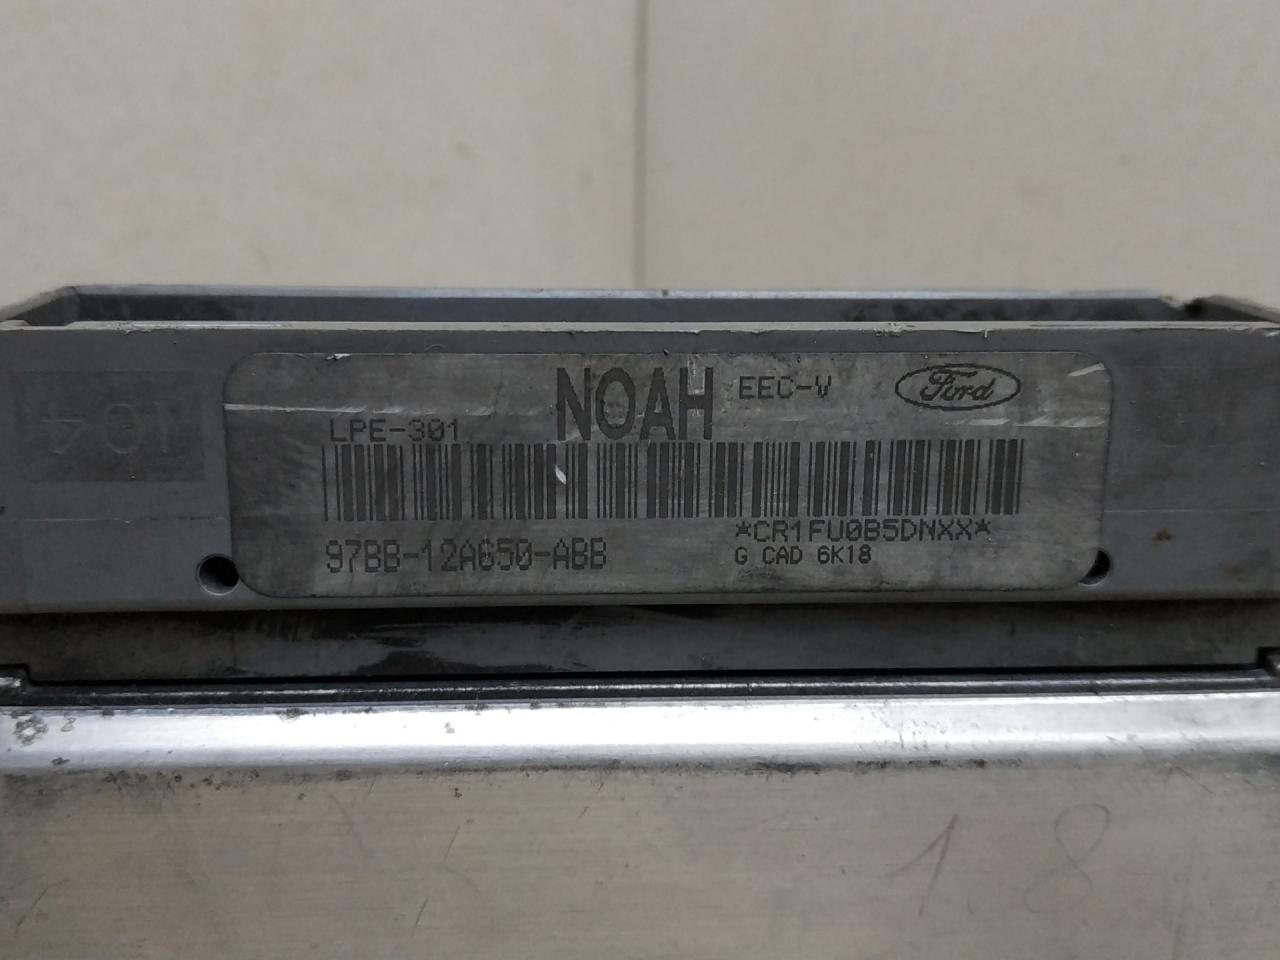 NOAH EEC-V Ford
LPE-301
104
*CR1FU0B5DNXX*
97BB-12A650-ABB
G CAD 6K18
1.8